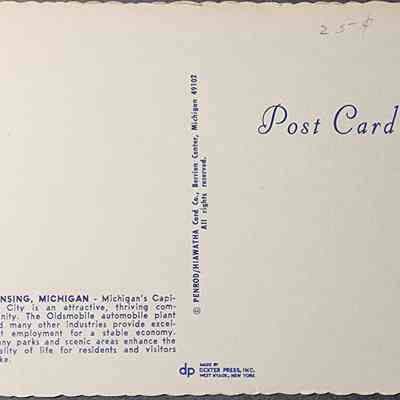 25¢
Post Card
© PENROD/HIAWATHA Card Co., Berrien Center, Michigan 49102
All rights reserved.
NSING, MICHIGAN - Michigan's Capi-
City is an attractive, thriving com-
nity. The Oldsmobile automobile plant
d many other industries provide excel-
t employment for a stable economy.
ny parks and scenic areas enhance the
ality of life for residents and visitors
ke.
dp
MADE BY
DEXTER PRESS, INC.
WEST NYACK, NEW YORK